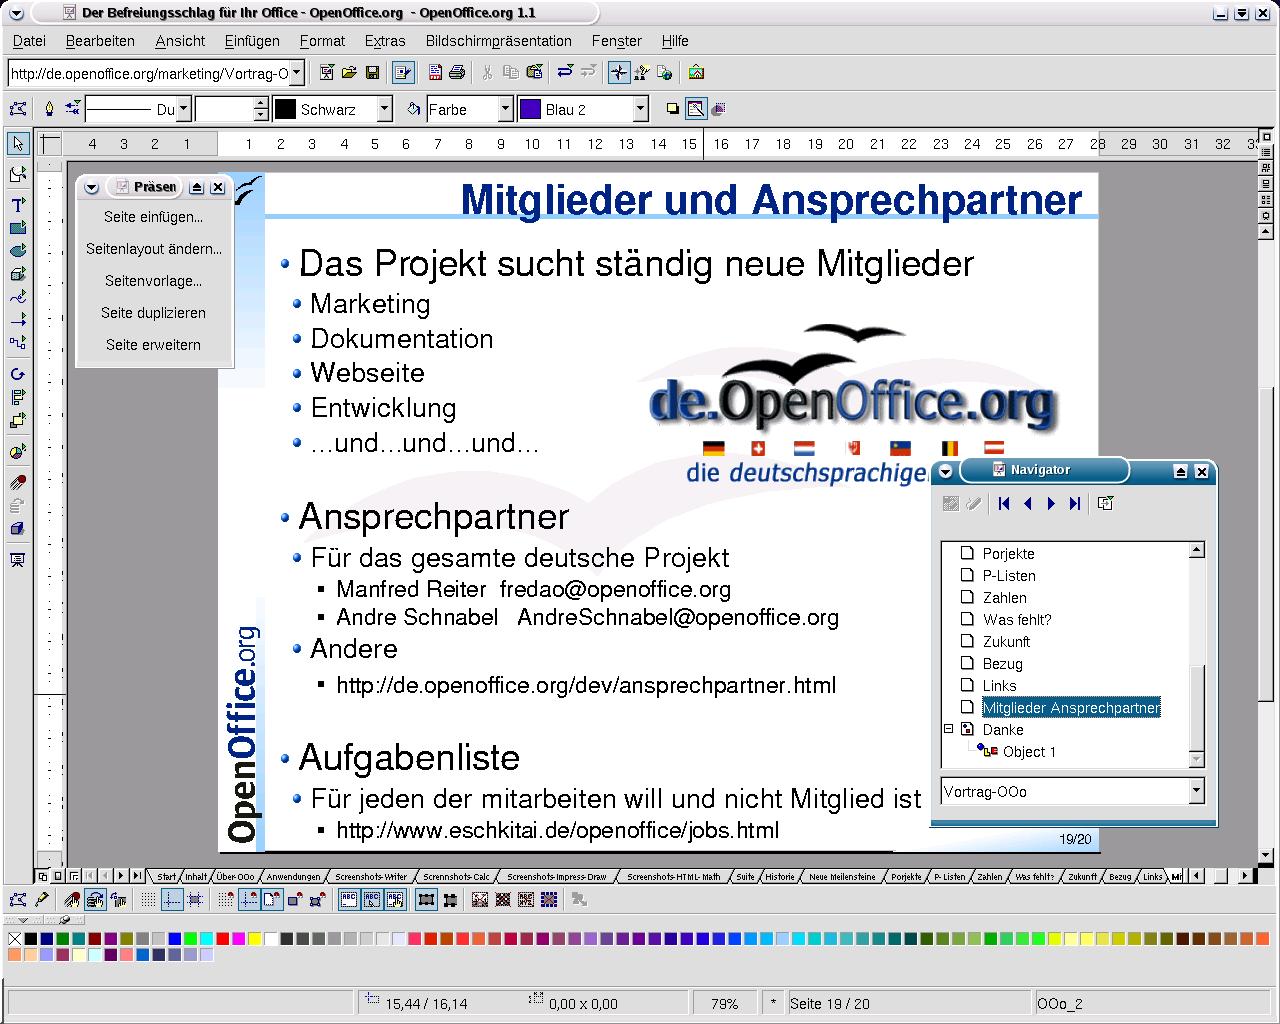 Der Befreiungsschlag für Ihr Office - OpenOffice.org - OpenOffice.org 1.1
Datei Bearbeiten Ansicht Einfügen Format Extras Bildschirmpräsentation Fenster Hilfe
http://de.openoffice.org/marketing/Vortrag-O
Du Schwarz Farbe Blau 2
4 3 2 1 1 2 3 4 5 6 7 8 9 10 11 12 13 14 15 16 17 18 19 20 21 22 23 24 25 26 27 28 29 30 31 32
Präsen
Seite einfügen...
Seitenlayout ändern...
Seitenvorlage...
Seite duplizieren
Seite erweitern
Mitglieder und Ansprechpartner
Das Projekt sucht ständig neue Mitglieder
Marketing
Dokumentation
Webseite
Entwicklung
...und...und...und...
de.OpenOffice.org
die deutschsprachige
Ansprechpartner
Für das gesamte deutsche Projekt
Manfred Reiter fredao@openoffice.org
Andre Schnabel AndreSchnabel@openoffice.org
Andere
http://de.openoffice.org/dev/ansprechpartner.html
Aufgabenliste
Für jeden der mitarbeiten will und nicht Mitglied ist
http://www.eschkitai.de/openoffice/jobs.html
19/20
OpenOffice.org
Navigator
Porjekte
P-Listen
Zahlen
Was fehlt?
Zukunft
Bezug
Links
Mitglieder Ansprechpartner
Danke
Object 1
Vortrag-OOo
Start Inhalt Über-OOo Anwendungen Screenshots-Writer Screnshots-Calc Screenshots-Impress-Draw Screenshots-HTML-Math Suite Historie Neue Meilensteine Porjekte P-Listen Zahlen Was fehlt? Zukunft Bezug Links Mi
15,44 / 16,14 0,00 x 0,00 79% * Seite 19 / 20 OOo_2